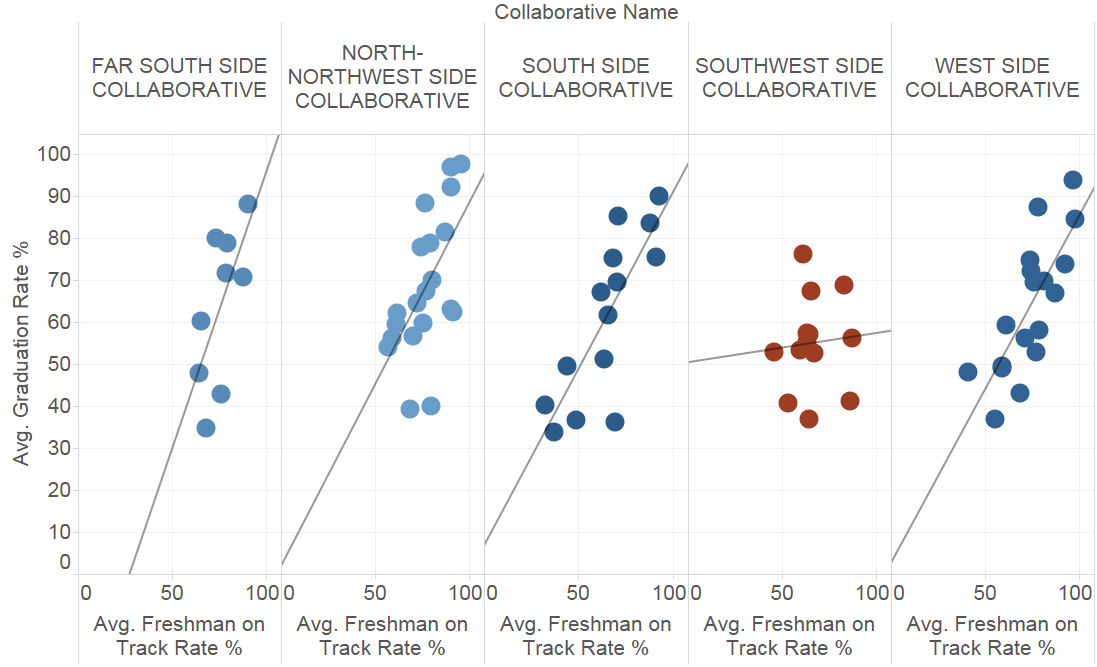 Collaborative Name
FAR SOUTH SIDE
COLLABORATIVE
NORTH-
NORTHWEST SIDE
COLLABORATIVE
SOUTH SIDE
COLLABORATIVE
SOUTHWEST SIDE
COLLABORATIVE
WEST SIDE
COLLABORATIVE
Avg. Graduation Rate %
100
90
80
70
60
50
40
30
20
10
0
0 50 100
0 50 100
0 50 100
0 50 100
0 50 100
Avg. Freshman on
Track Rate %
Avg. Freshman on
Track Rate %
Avg. Freshman on
Track Rate %
Avg. Freshman on
Track Rate %
Avg. Freshman on
Track Rate %